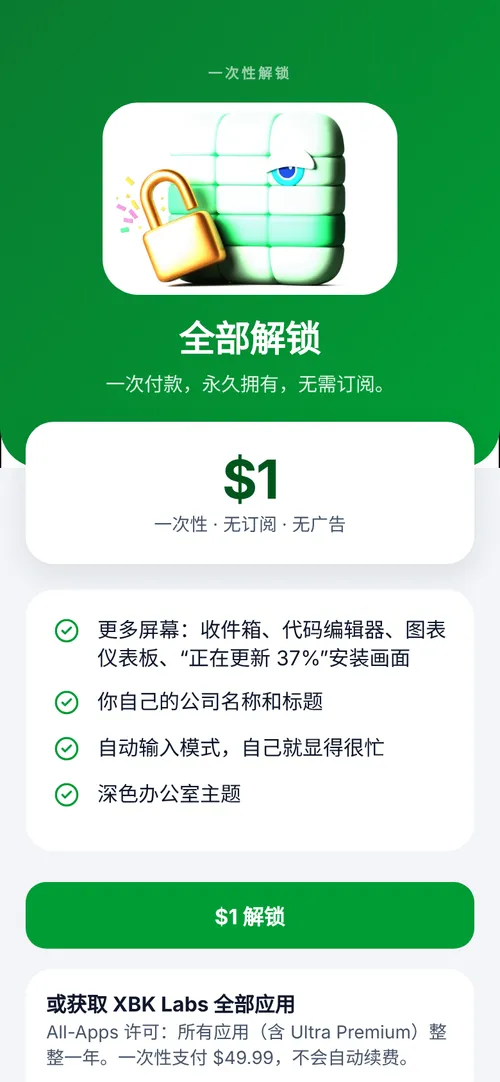 一次性解锁
全部解锁
一次付款，永久拥有，无需订阅。
$1
一次性 · 无订阅 · 无广告
更多屏幕：收件箱、代码编辑器、图表
仪表板、“正在更新 37%”安装画面
你自己的公司名称和标题
自动输入模式，自己就显得很忙
深色办公室主题
$1 解锁
或获取 XBK Labs 全部应用
All-Apps 许可：所有应用（含 Ultra Premium）整
整一年。一次性支付 $49.99，不会自动续费。